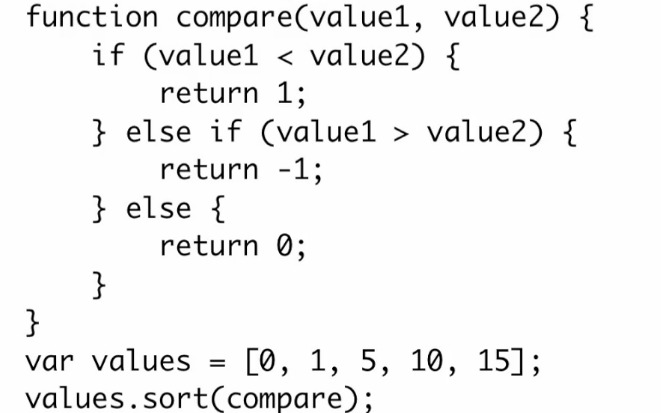 function compare(value1, value2) {
    if (value1 < value2) {
        return 1;
    } else if (value1 > value2) {
        return -1;
    } else {
        return 0;
    }
}
var values = [0, 1, 5, 10, 15];
values.sort(compare);